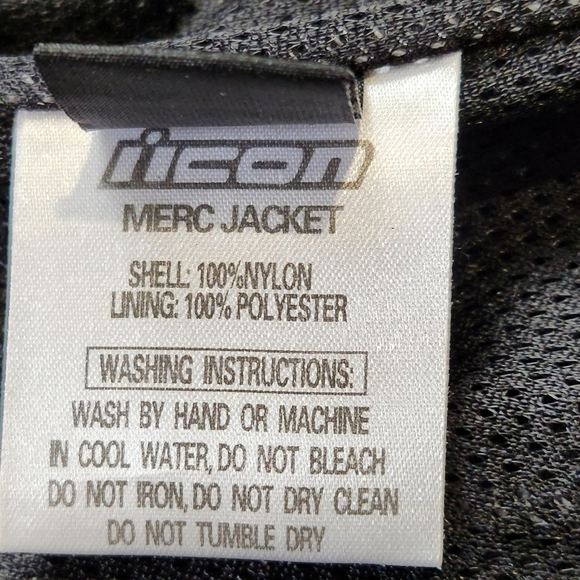 iicon
MERC JACKET
SHELL: 100%NYLON
LINING: 100% POLYESTER
WASHING INSTRUCTIONS:
WASH BY HAND OR MACHINE
IN COOL WATER, DO NOT BLEACH
DO NOT IRON, DO NOT DRY CLEAN
DO NOT TUMBLE DRY